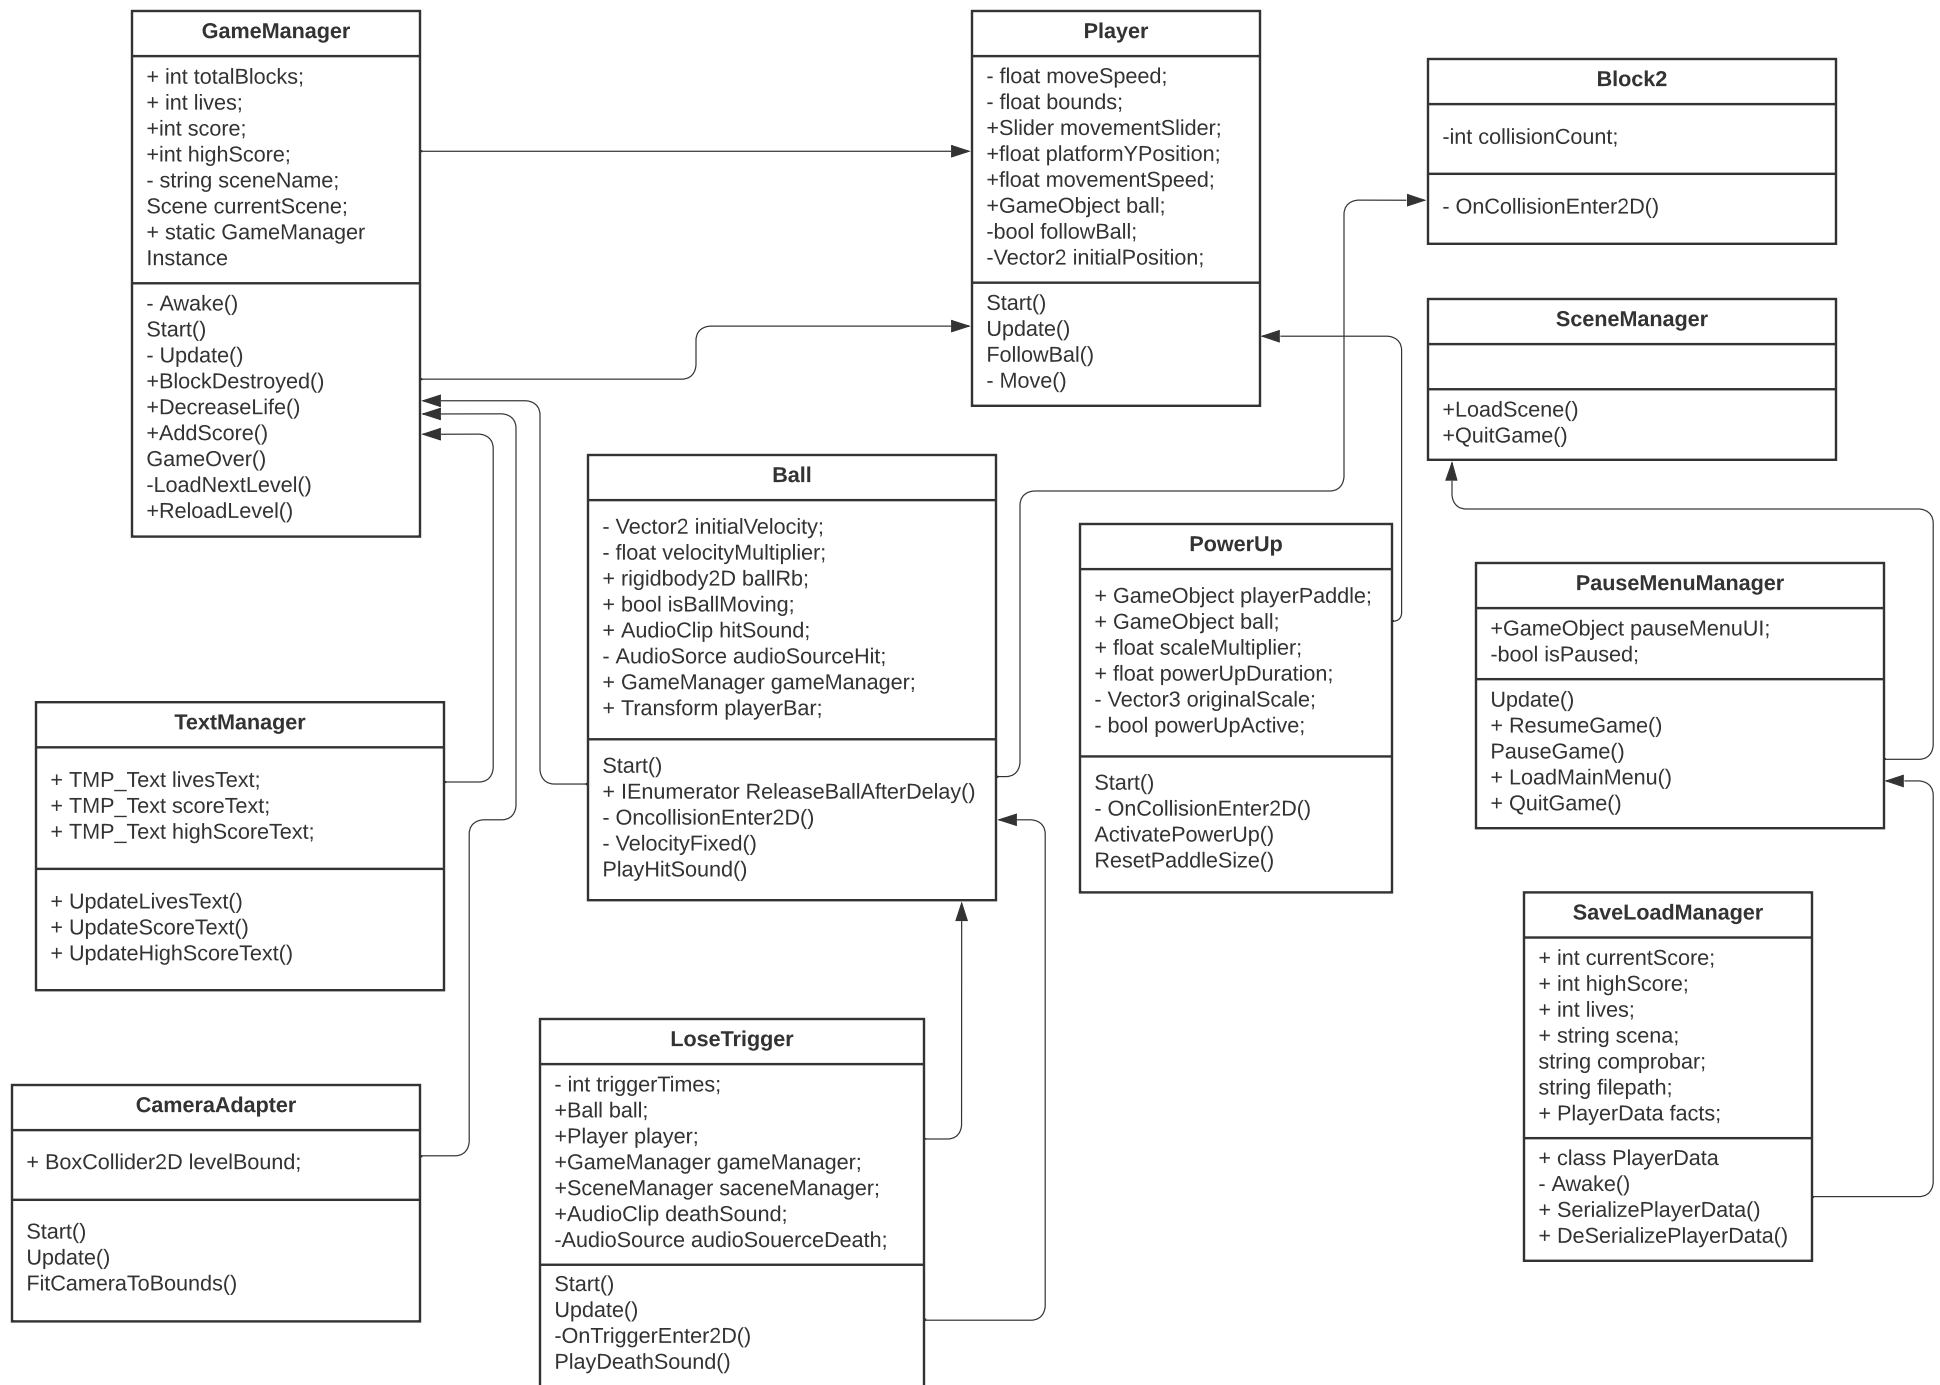 GameManager
+ int totalBlocks;
+ int lives;
+int score;
+int highScore;
- string sceneName;
Scene currentScene;
+ static GameManager
Instance
- Awake()
Start()
- Update()
+BlockDestroyed()
+DecreaseLife()
+AddScore()
GameOver()
-LoadNextLevel()
+ReloadLevel()
Player
- float moveSpeed;
- float bounds;
+Slider movementSlider;
+float platformYPosition;
+float movementSpeed;
+GameObject ball;
-bool followBall;
-Vector2 initialPosition;
Start()
Update()
FollowBal()
- Move()
Block2
-int collisionCount;
- OnCollisionEnter2D()
SceneManager
+LoadScene()
+QuitGame()
Ball
- Vector2 initialVelocity;
- float velocityMultiplier;
+ rigidbody2D ballRb;
+ bool isBallMoving;
+ AudioClip hitSound;
- AudioSorce audioSourceHit;
+ GameManager gameManager;
+ Transform playerBar;
Start()
+ IEnumerator ReleaseBallAfterDelay()
- OncollisionEnter2D()
- VelocityFixed()
PlayHitSound()
PowerUp
+ GameObject playerPaddle;
+ GameObject ball;
+ float scaleMultiplier;
+ float powerUpDuration;
- Vector3 originalScale;
- bool powerUpActive;
Start()
- OnCollisionEnter2D()
ActivatePowerUp()
ResetPaddleSize()
PauseMenuManager
+GameObject pauseMenuUI;
-bool isPaused;
Update()
+ ResumeGame()
PauseGame()
+ LoadMainMenu()
+ QuitGame()
TextManager
+ TMP_Text livesText;
+ TMP_Text scoreText;
+ TMP_Text highScoreText;
+ UpdateLivesText()
+ UpdateScoreText()
+ UpdateHighScoreText()
SaveLoadManager
+ int currentScore;
+ int highScore;
+ int lives;
+ string scena;
string comprobar;
string filepath;
+ PlayerData facts;
+ class PlayerData
- Awake()
+ SerializePlayerData()
+ DeSerializePlayerData()
LoseTrigger
- int triggerTimes;
+Ball ball;
+Player player;
+GameManager gameManager;
+SceneManager saceneManager;
+AudioClip deathSound;
-AudioSource audioSouerceDeath;
Start()
Update()
-OnTriggerEnter2D()
PlayDeathSound()
CameraAdapter
+ BoxCollider2D levelBound;
Start()
Update()
FitCameraToBounds()